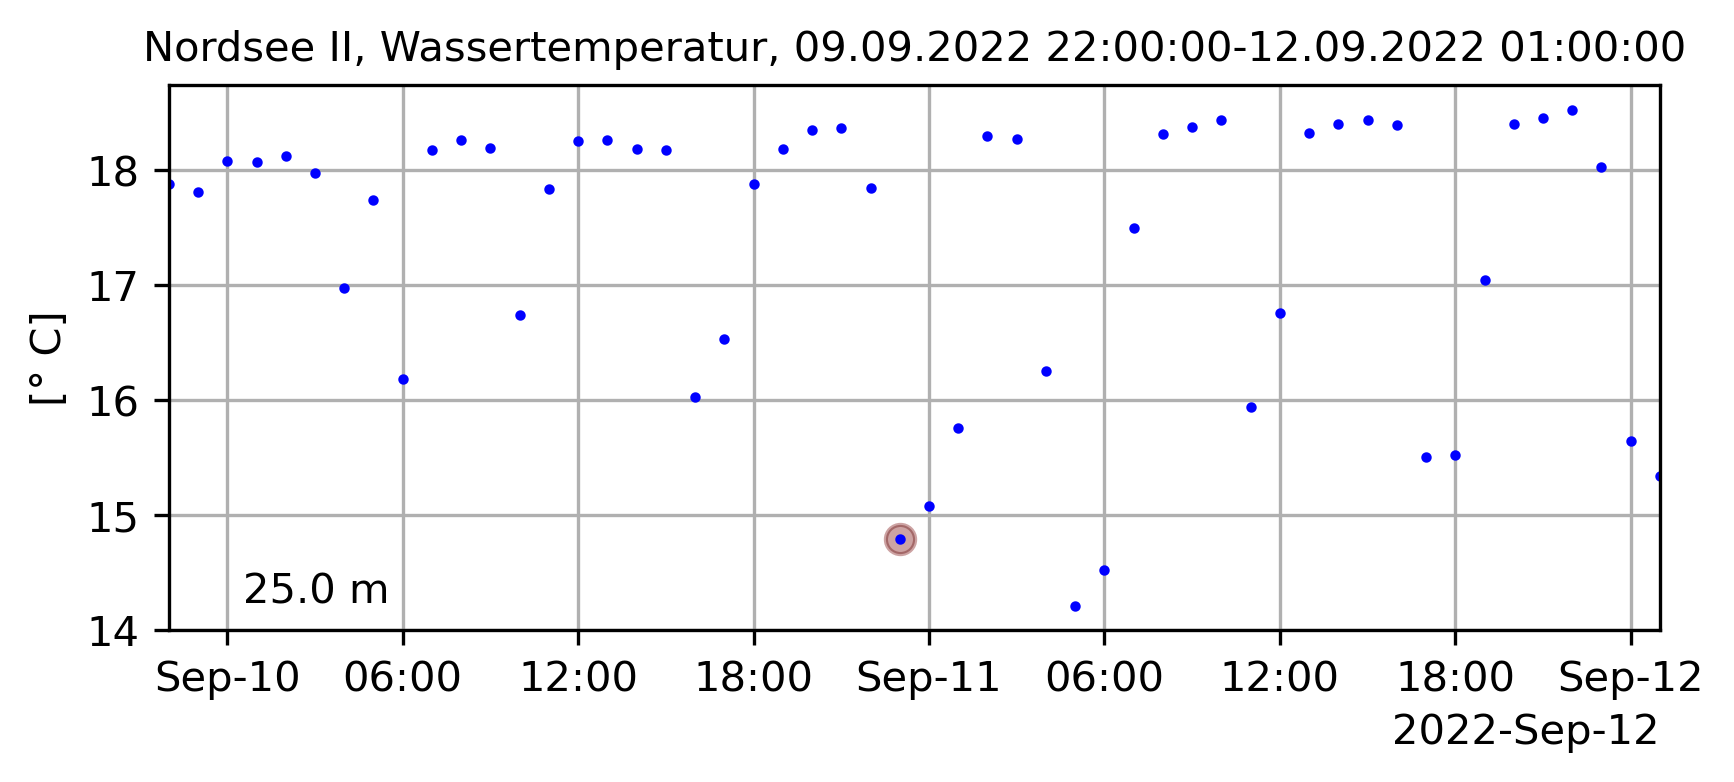 Nordsee II, Wassertemperatur, 09.09.2022 22:00:00-12.09.2022 01:00:00
[° C]
18
17
16
15
14
25.0 m
Sep-10 06:00 12:00 18:00 Sep-11 06:00 12:00 18:00 Sep-12
2022-Sep-12